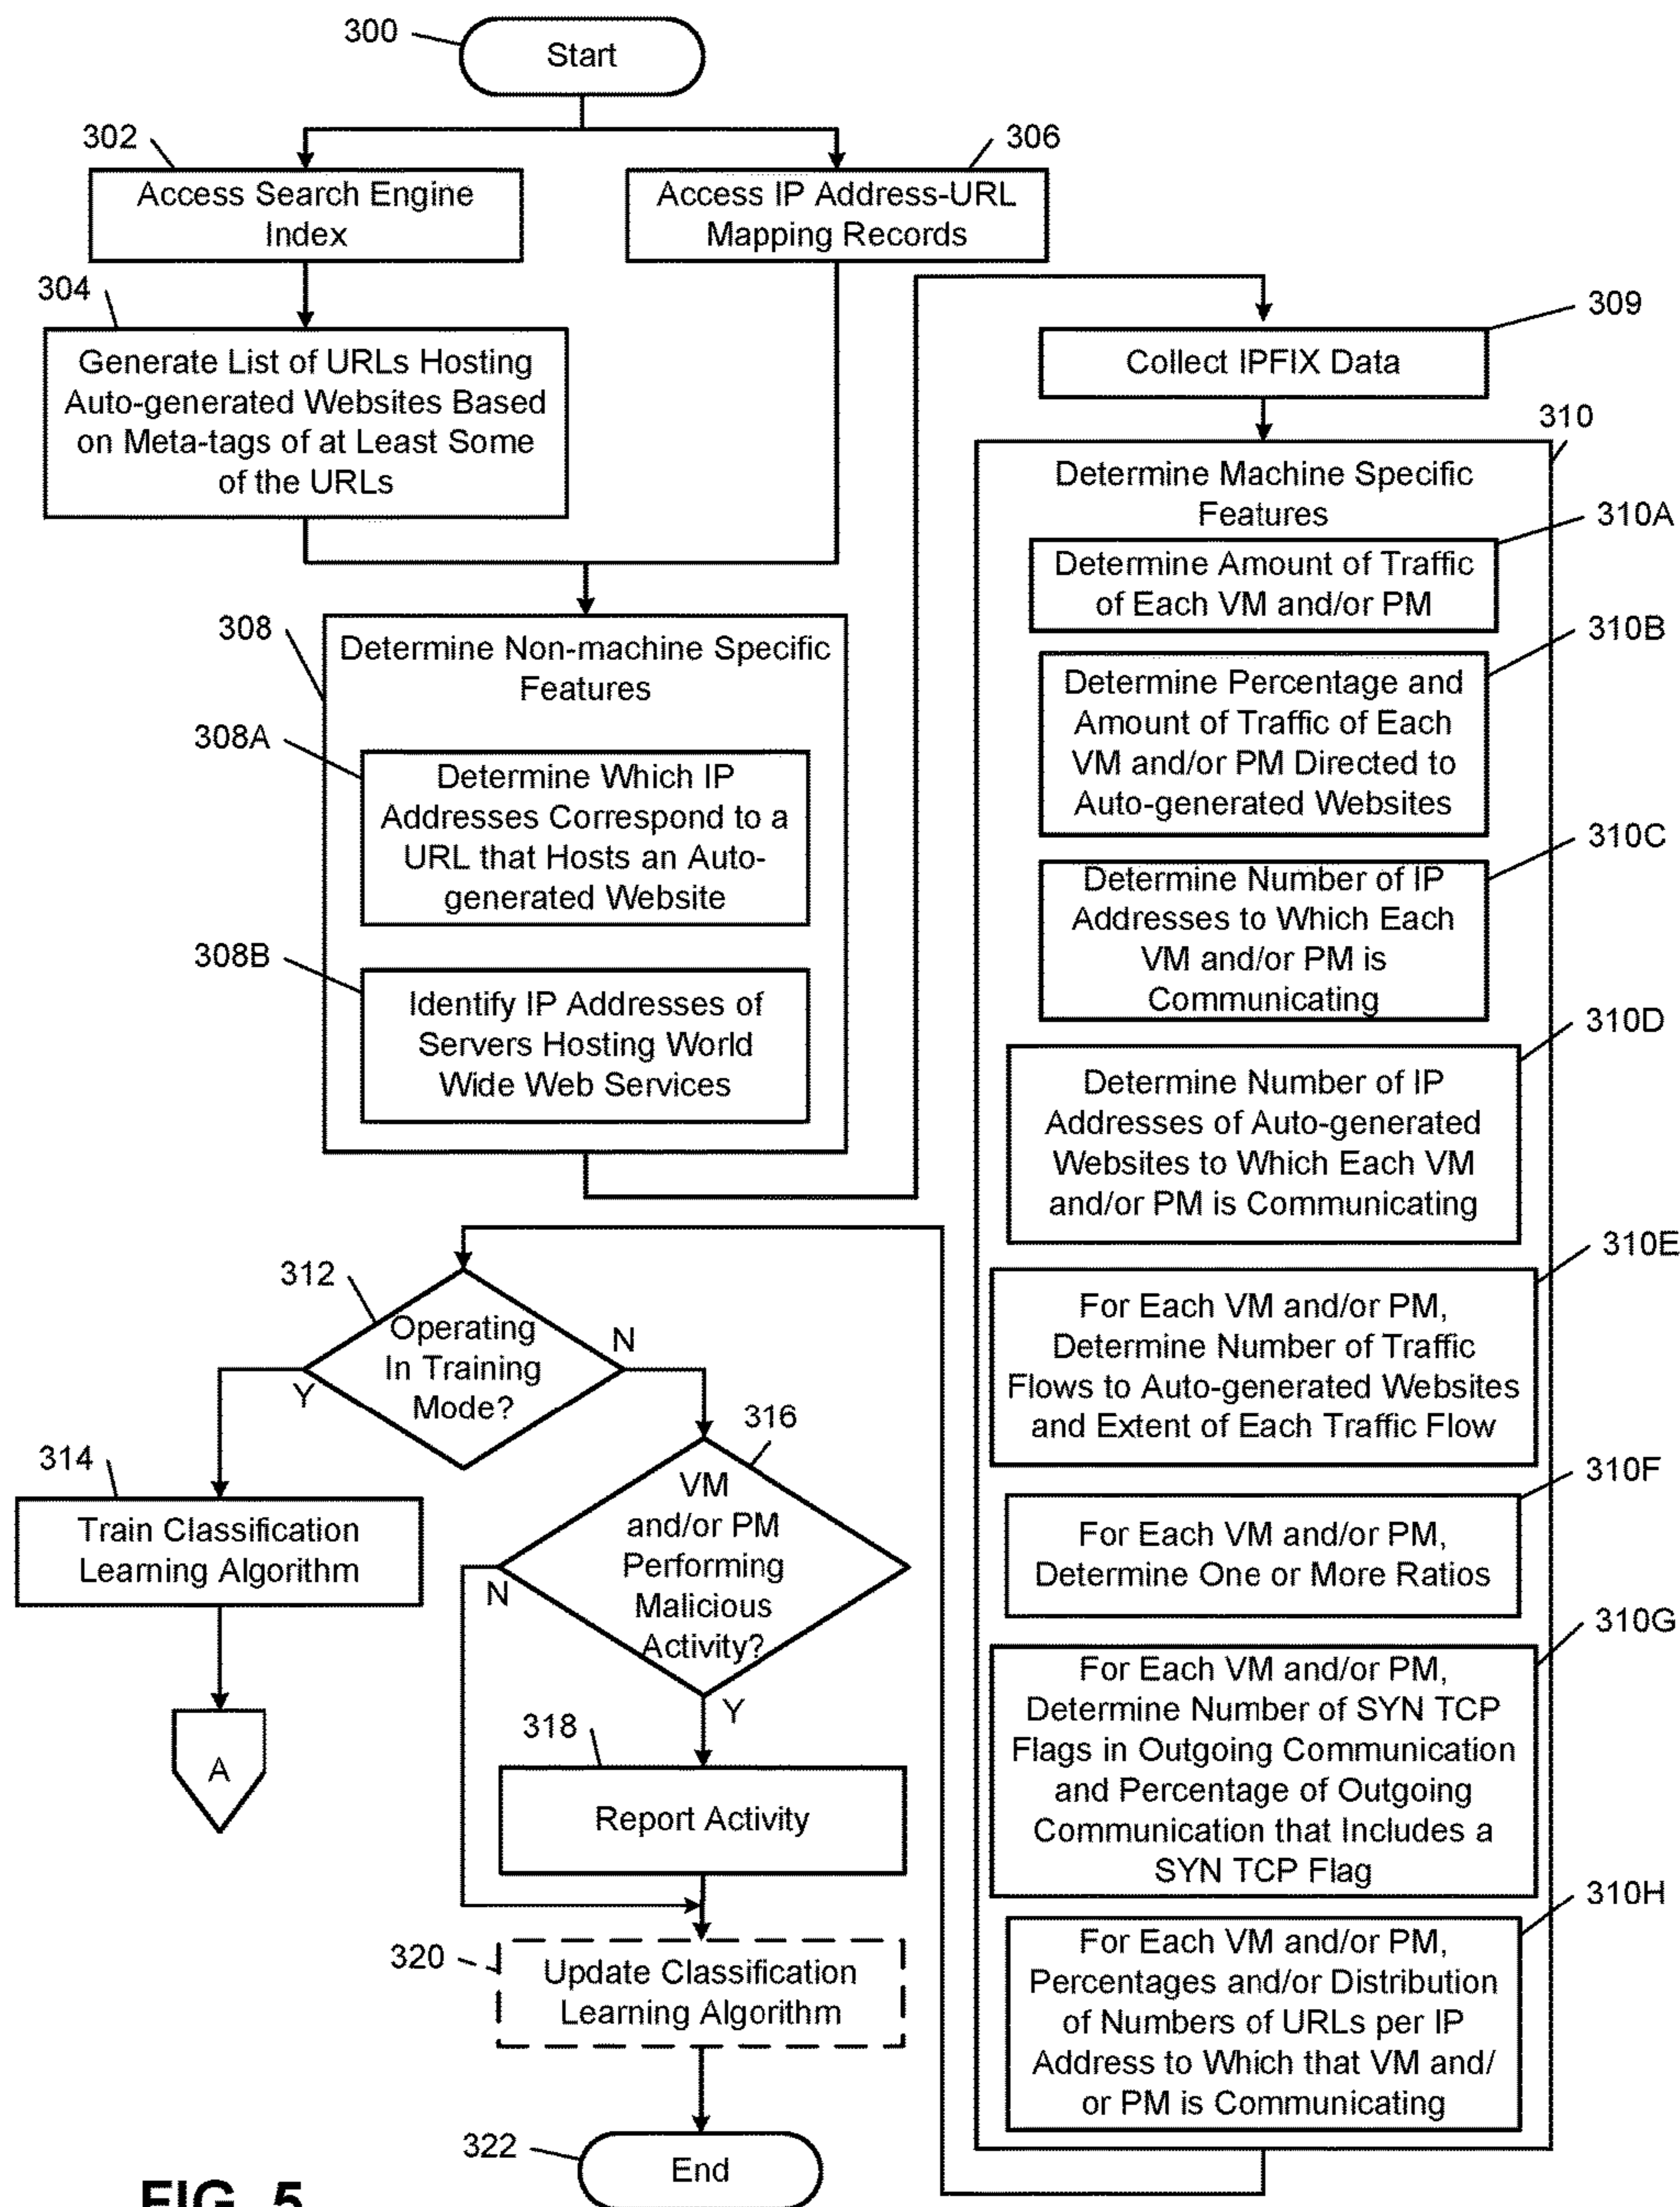 300
Start
302
306
Access Search Engine
Index
Access IP Address-URL
Mapping Records
304
Generate List of URLs Hosting
Auto-generated Websites Based
on Meta-tags of at Least Some
of the URLs
308
Determine Non-machine Specific
Features
308A
Determine Which IP
Addresses Correspond to a
URL that Hosts an Auto-
generated Website
308B
Identify IP Addresses of
Servers Hosting World
Wide Web Services
309
Collect IPFIX Data
310
Determine Machine Specific
Features
310A
Determine Amount of Traffic
of Each VM and/or PM
310B
Determine Percentage and
Amount of Traffic of Each
VM and/or PM Directed to
Auto-generated Websites
310C
Determine Number of IP
Addresses to Which Each
VM and/or PM is
Communicating
310D
Determine Number of IP
Addresses of Auto-generated
Websites to Which Each VM
and/or PM is Communicating
310E
For Each VM and/or PM,
Determine Number of Traffic
Flows to Auto-generated Websites
and Extent of Each Traffic Flow
310F
For Each VM and/or PM,
Determine One or More Ratios
310G
For Each VM and/or PM,
Determine Number of SYN TCP
Flags in Outgoing Communication
and Percentage of Outgoing
Communication that Includes a
SYN TCP Flag
310H
For Each VM and/or PM,
Percentages and/or Distribution
of Numbers of URLs per IP
Address to Which that VM and/
or PM is Communicating
312
Operating
In Training
Mode?
N
Y
314
Train Classification
Learning Algorithm
A
316
VM
and/or PM
Performing
Malicious
Activity?
N
Y
318
Report Activity
320
Update Classification
Learning Algorithm
322
End
FIG. 5